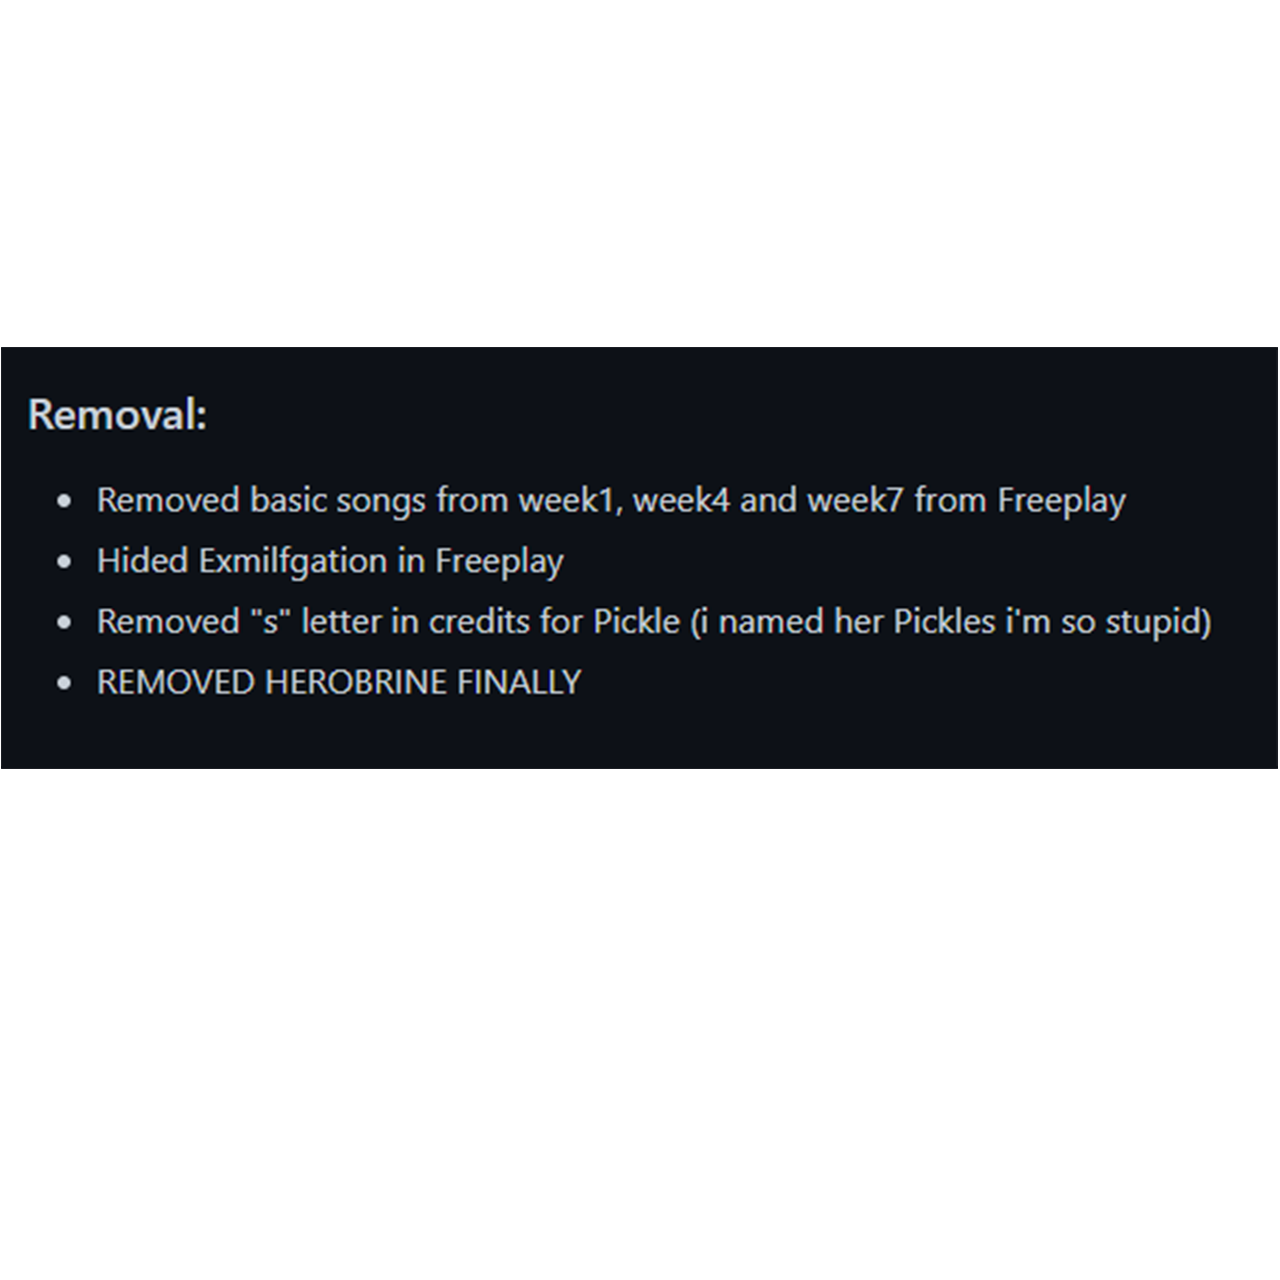 Removal:
Removed basic songs from week1, week4 and week7 from Freeplay
Hided Exmilfgation in Freeplay
Removed "s" letter in credits for Pickle (i named her Pickles i'm so stupid)
REMOVED HEROBRINE FINALLY